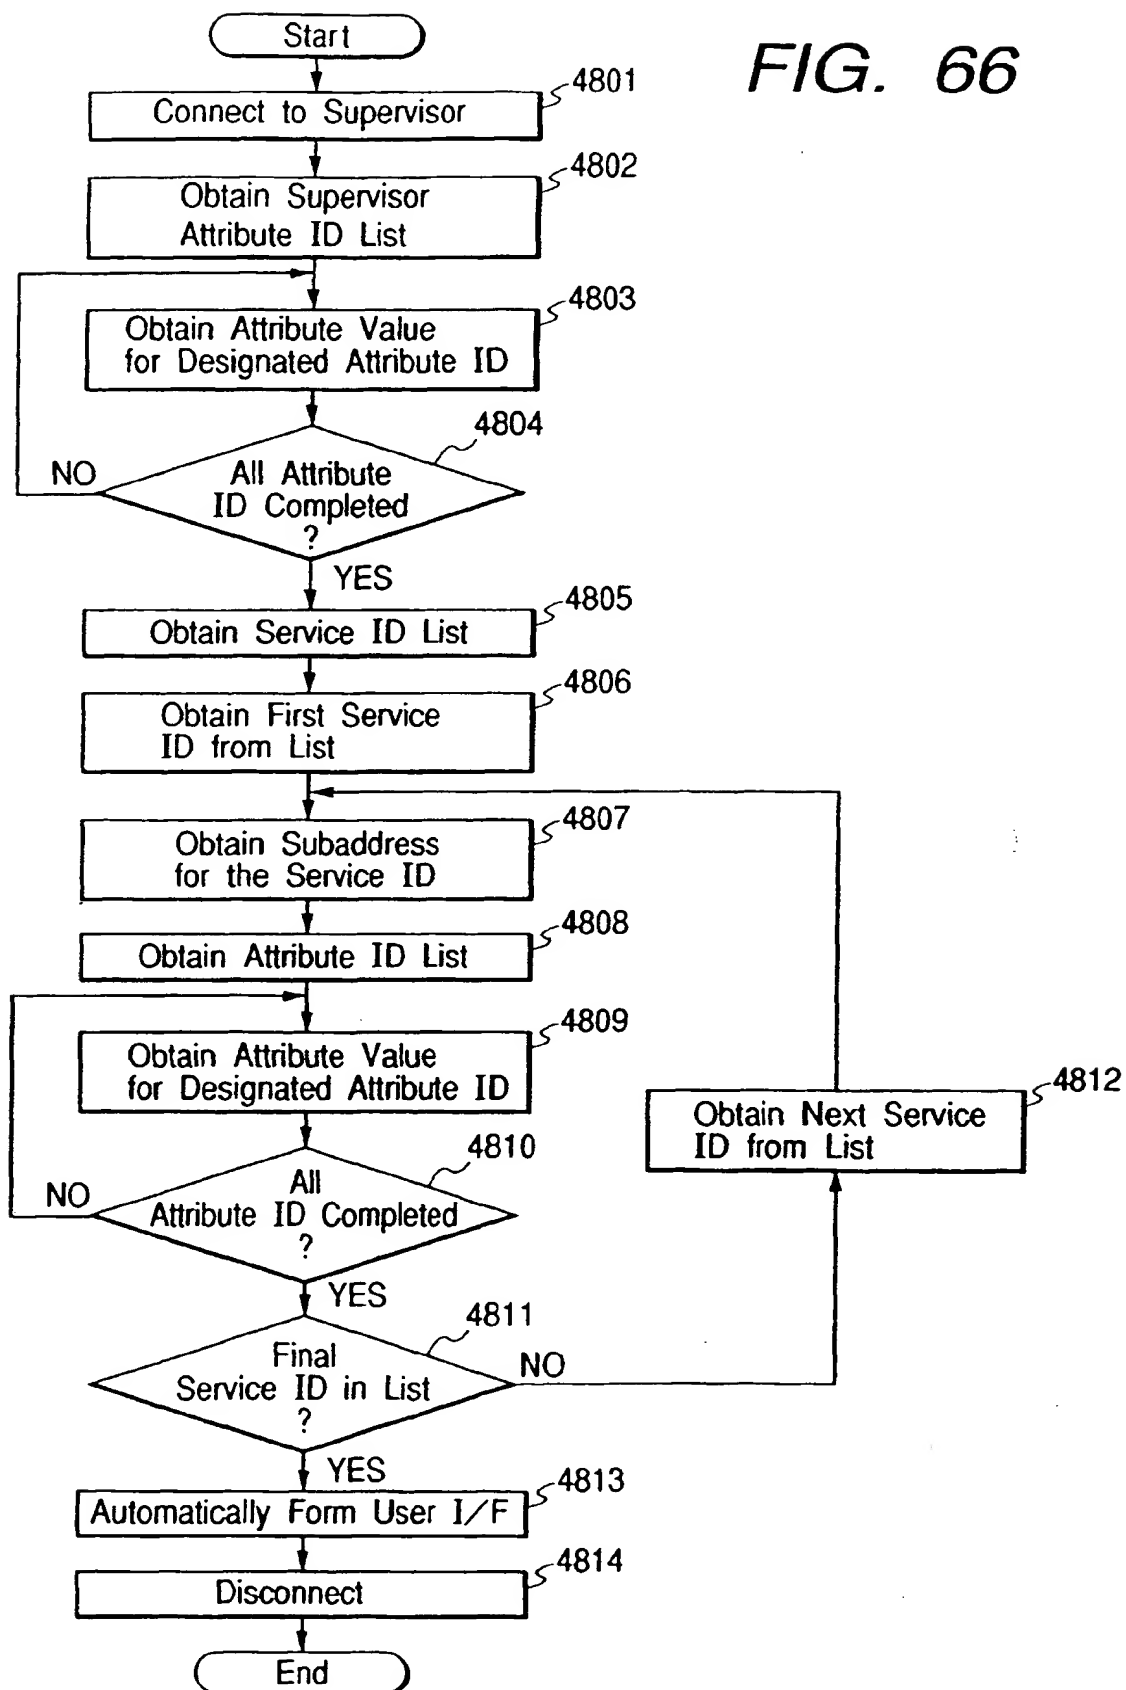 Start
FIG. 66
4801
Connect to Supervisor
4802
Obtain Supervisor
Attribute ID List
4803
Obtain Attribute Value
for Designated Attribute ID
4804
NO
All Attribute
ID Completed
?
YES
4805
Obtain Service ID List
4806
Obtain First Service
ID from List
4807
Obtain Subaddress
for the Service ID
4808
Obtain Attribute ID List
4809
Obtain Attribute Value
for Designated Attribute ID
4812
Obtain Next Service
ID from List
4810
NO
All
Attribute ID Completed
?
YES
4811
Final
Service ID in List
?
NO
YES
4813
Automatically Form User I/F
4814
Disconnect
End